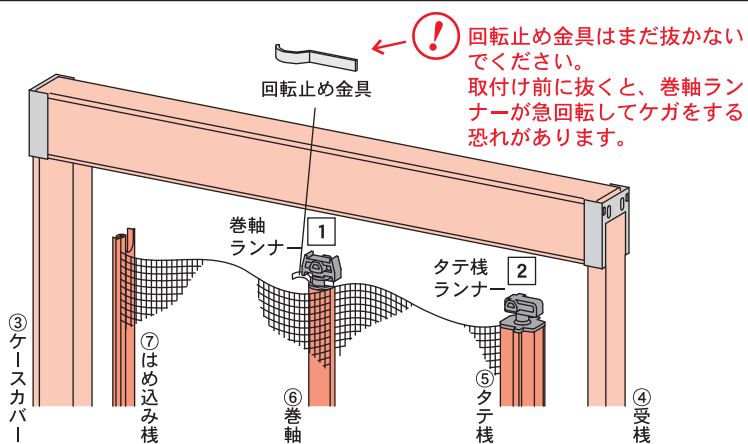 !
回転止め金具はまだ抜かない
でください。
取付け前に抜くと、巻軸ラン
ナーが急回転してケガをする
恐れがあります。
回転止め金具
巻軸
ランナー
1
タテ桟
ランナー
2
③ケースカバー
⑦はめ込み桟
⑥巻軸
⑤タテ桟
④受桟